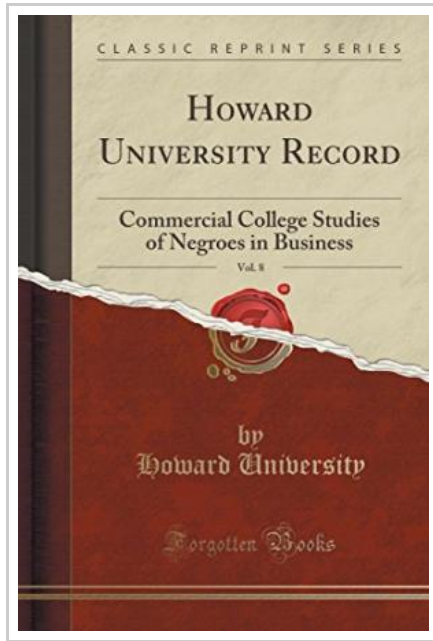 CLASSIC REPRINT SERIES
HOWARD
UNIVERSITY RECORD
Commercial College Studies
of Negroes in Business
Vol. 8
by
Howard University
Forgotten Books